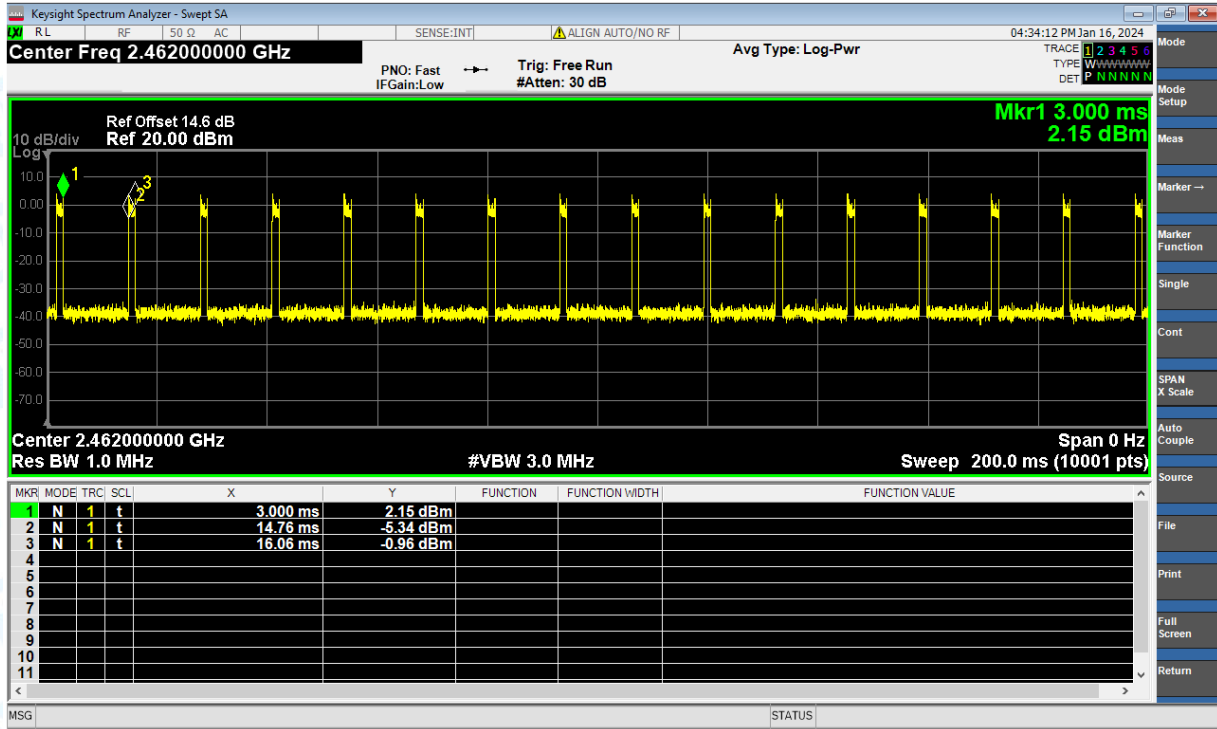 Keysight Spectrum Analyzer - Swept SA
LXI RL RF 50 Ω AC SENSE:INT ALIGN AUTO/NO RF 04:34:12 PM Jan 16, 2024
Center Freq 2.462000000 GHz
Avg Type: Log-Pwr
TRACE 1 2 3 4 5 6
TYPE WWWWWWW
DET P N N N N N
PNO: Fast
IFGain:Low
Trig: Free Run
#Atten: 30 dB
Mkr1 3.000 ms
2.15 dBm
Ref Offset 14.6 dB
10 dB/div Ref 20.00 dBm
Log
1
3
2
10.0
0.00
-10.0
-20.0
-30.0
-40.0
-50.0
-60.0
-70.0
Center 2.462000000 GHz Span 0 Hz
Res BW 1.0 MHz #VBW 3.0 MHz Sweep 200.0 ms (10001 pts)
MKR MODE TRC SCL X Y FUNCTION FUNCTION WIDTH FUNCTION VALUE
1 N 1 t 3.000 ms 2.15 dBm
2 N 1 t 14.76 ms -5.34 dBm
3 N 1 t 16.06 ms -0.96 dBm
4
5
6
7
8
9
10
11
MSG STATUS
Mode
Mode
Setup
Meas
Marker→
Marker
Function
Single
Cont
SPAN
X Scale
Auto
Couple
Source
File
Print
Full
Screen
Return